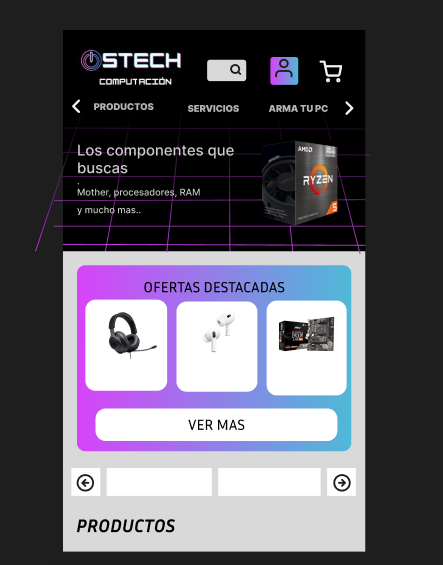 OSTECH
COMPUTACIÓN
PRODUCTOS SERVICIOS ARMA TU PC
Los componentes que
buscas
.
Mother, procesadores, RAM
y mucho mas..
AMD
RYZEN
5
OFERTAS DESTACADAS
VER MAS
PRODUCTOS